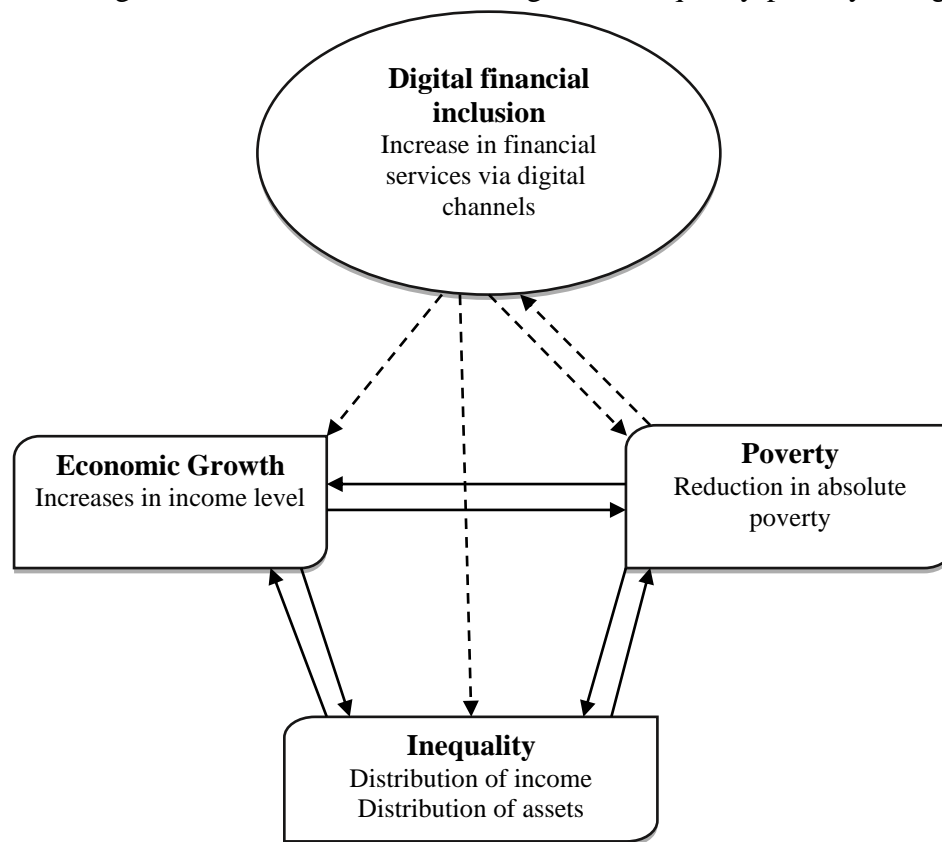 Digital financial
inclusion
Increase in financial
services via digital
channels
Economic Growth
Increases in income level
Poverty
Reduction in absolute
poverty
Inequality
Distribution of income
Distribution of assets